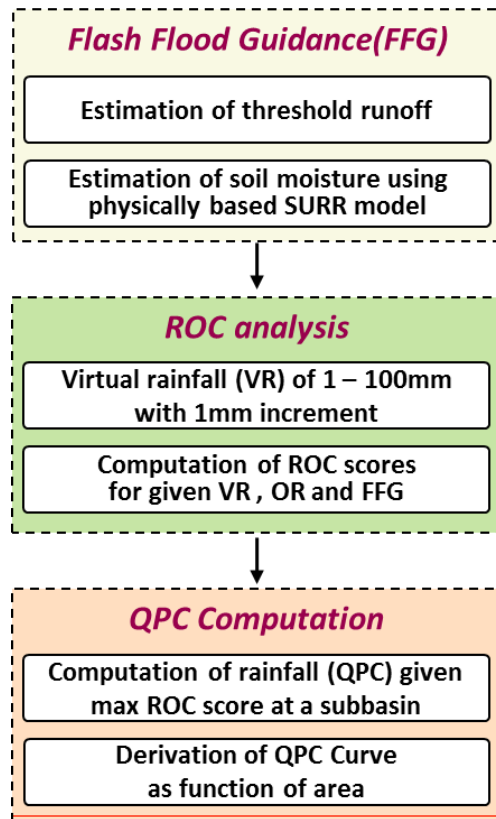 Flash Flood Guidance(FFG)
Estimation of threshold runoff
Estimation of soil moisture using
physically based SURR model
ROC analysis
Virtual rainfall (VR) of 1 – 100mm
with 1mm increment
Computation of ROC scores
for given VR , OR and FFG
QPC Computation
Computation of rainfall (QPC) given
max ROC score at a subbasin
Derivation of QPC Curve
as function of area